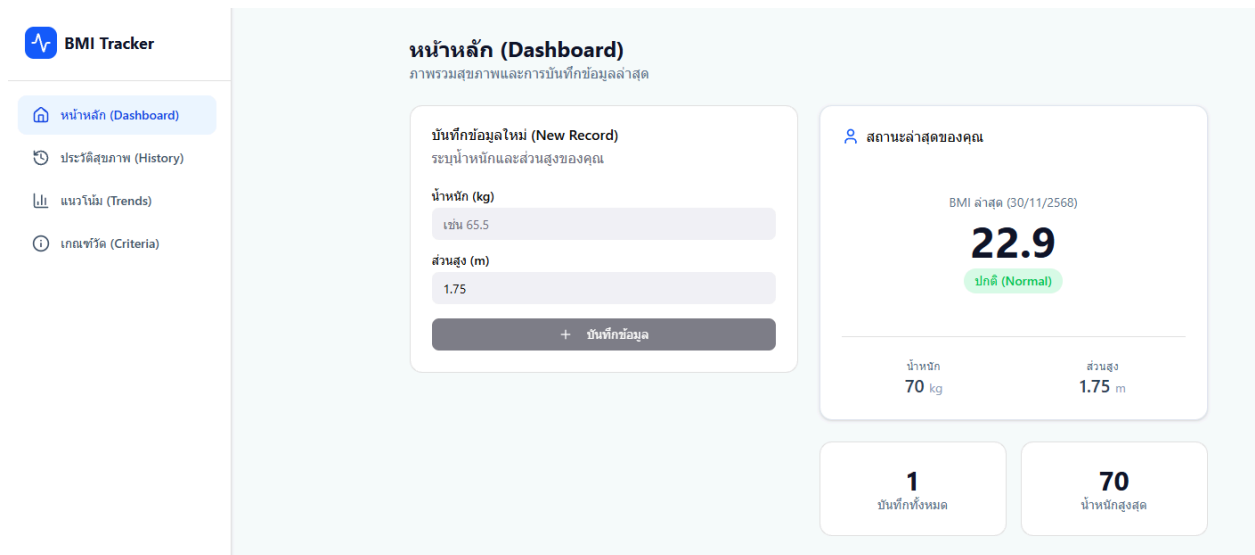 BMI Tracker
หน้าหลัก (Dashboard)
ประวัติสุขภาพ (History)
แนวโน้ม (Trends)
เกณฑ์วัด (Criteria)
หน้าหลัก (Dashboard)
ภาพรวมสุขภาพและการบันทึกข้อมูลล่าสุด
บันทึกข้อมูลใหม่ (New Record)
ระบุน้ำหนักและส่วนสูงของคุณ
น้ำหนัก (kg)
เช่น 65.5
ส่วนสูง (m)
1.75
+ บันทึกข้อมูล
สถานะล่าสุดของคุณ
BMI ล่าสุด (30/11/2568)
22.9
ปกติ (Normal)
น้ำหนัก ส่วนสูง
70 kg 1.75 m
1 70
บันทึกทั้งหมด น้ำหนักสูงสุด